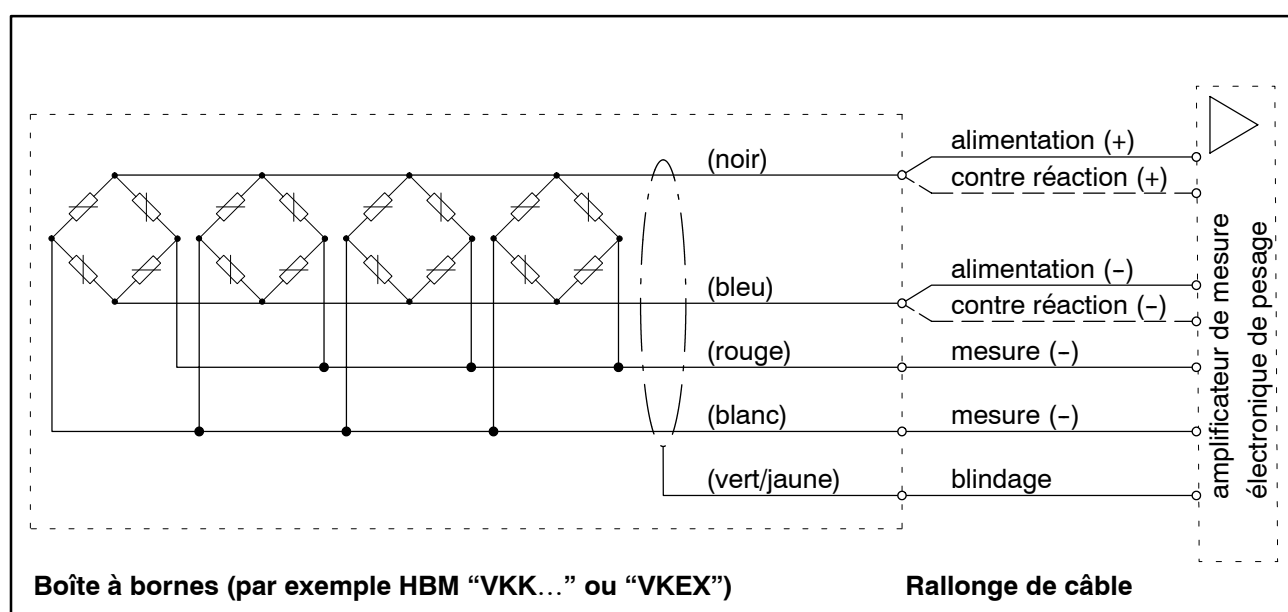 (noir)
alimentation (+)
contre réaction (+)
(bleu)
alimentation (–)
contre réaction (–)
(rouge)
mesure (–)
(blanc)
mesure (–)
(vert/jaune)
blindage
amplificateur de mesure
électronique de pesage
Boîte à bornes (par exemple HBM “VKK…” ou “VKEX”)
Rallonge de câble